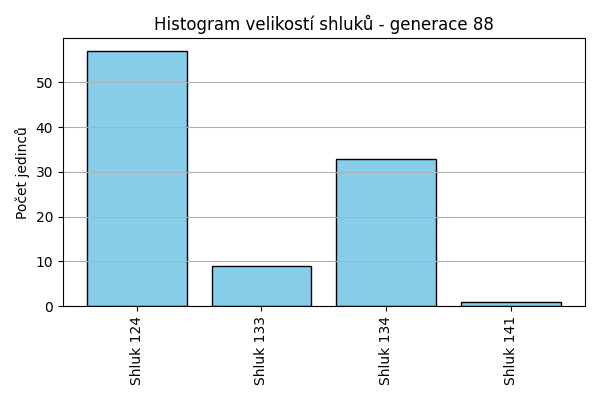 Histogram velikostí shluků - generace 88
Počet jedinců
50
40
30
20
10
0
Shluk 124
Shluk 133
Shluk 134
Shluk 141